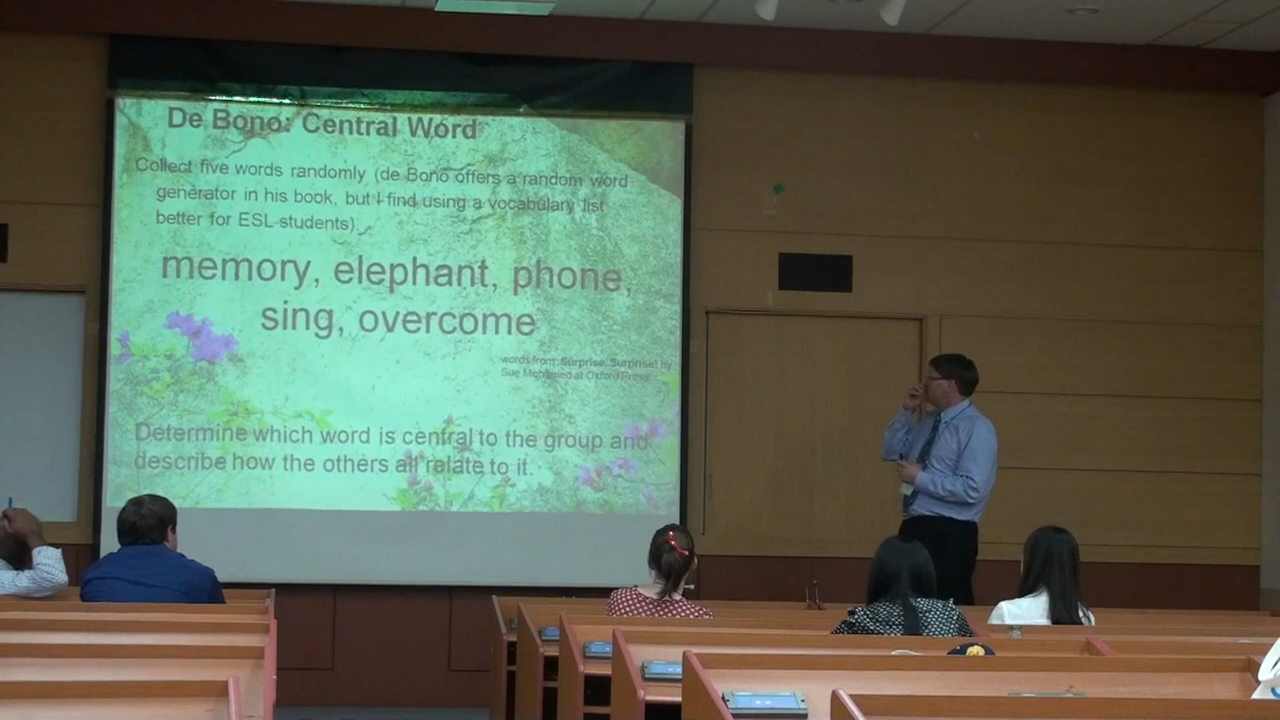 De Bono: Central Word
Collect five words randomly (de Bono offers a random word
generator in his book, but I find using a vocabulary list
better for ESL students)
memory, elephant, phone,
sing, overcome
words from: Surprise, Surprise! by
Sue Mohamed at Oxford Press
Determine which word is central to the group and
describe how the others all relate to it.